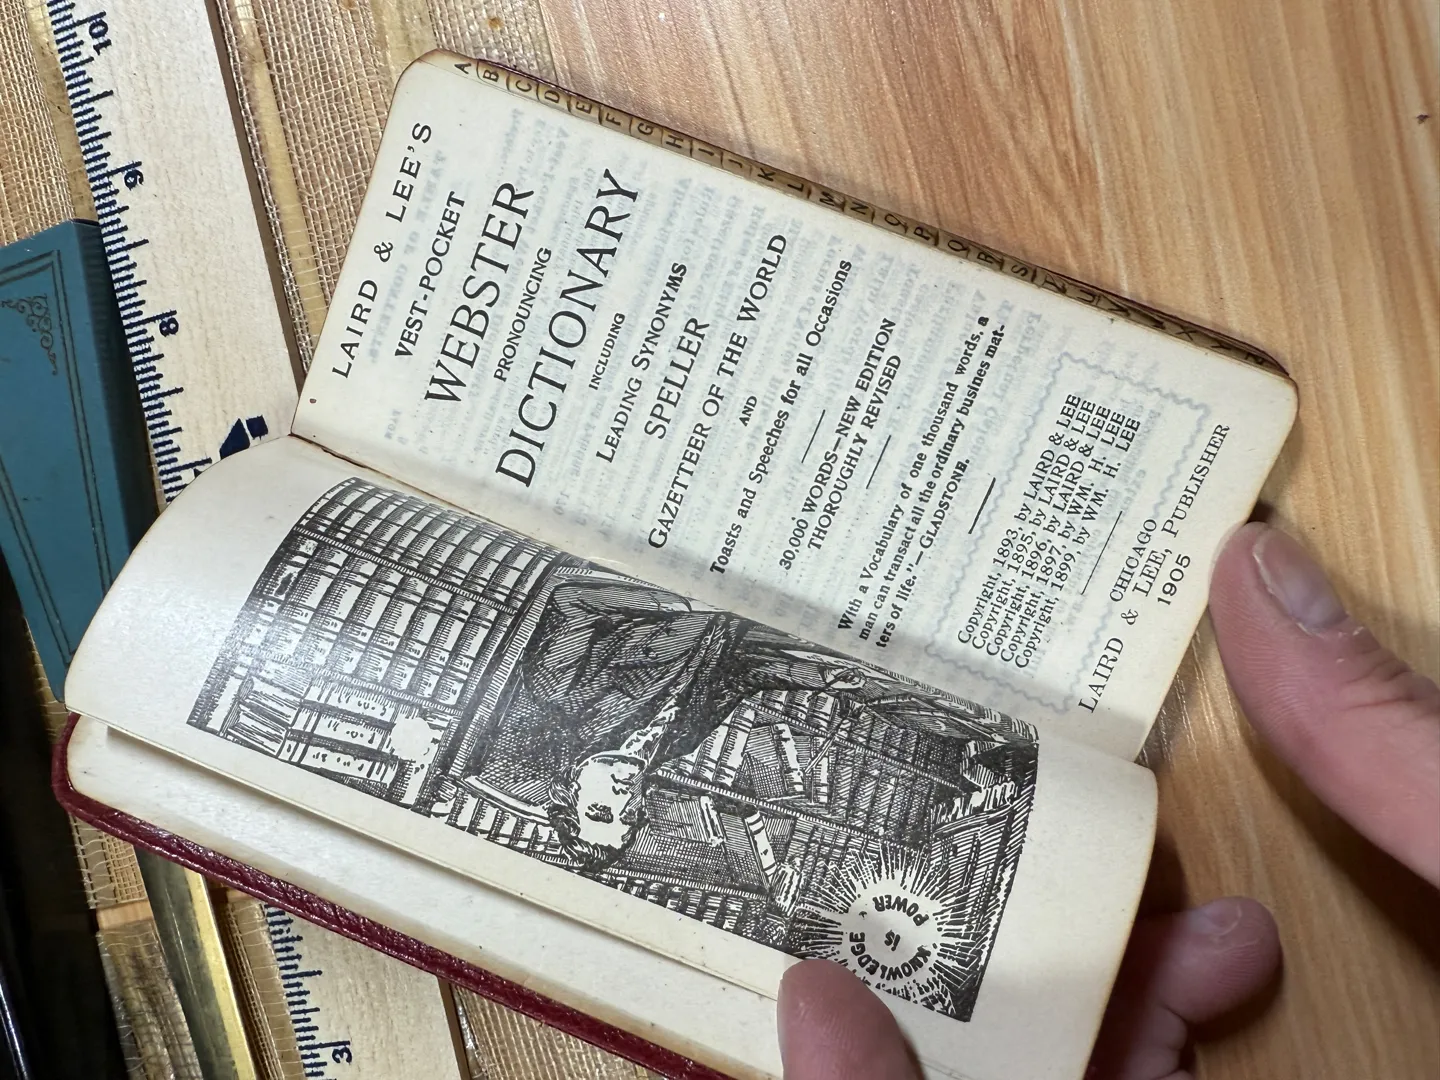 LAIRD & LEE'S
VEST-POCKET
WEBSTER
PRONOUNCING
DICTIONARY
INCLUDING
LEADING SYNONYMS
SPELLER
GAZETTEER OF THE WORLD
AND
Toasts and Speeches for all Occasions
30,000 WORDS—NEW EDITION
THOROUGHLY REVISED
With a Vocabulary of one thousand words, a
man can transact all the ordinary busines mat-
ters of life."—GLADSTONE.
Copyright, 1893, by LAIRD & LEE
Copyright, 1895, by LAIRD & LEE
Copyright, 1896, by LAIRD & LEE
Copyright, 1897, by WM. H. LEE
Copyright, 1899, by WM. H. LEE
CHICAGO
LAIRD & LEE, PUBLISHER
1905
A B C D E F G H I J K L M N O P Q R S T U V W X Y Z
KNOWLEDGE
IS
POWER
10
9
8
3